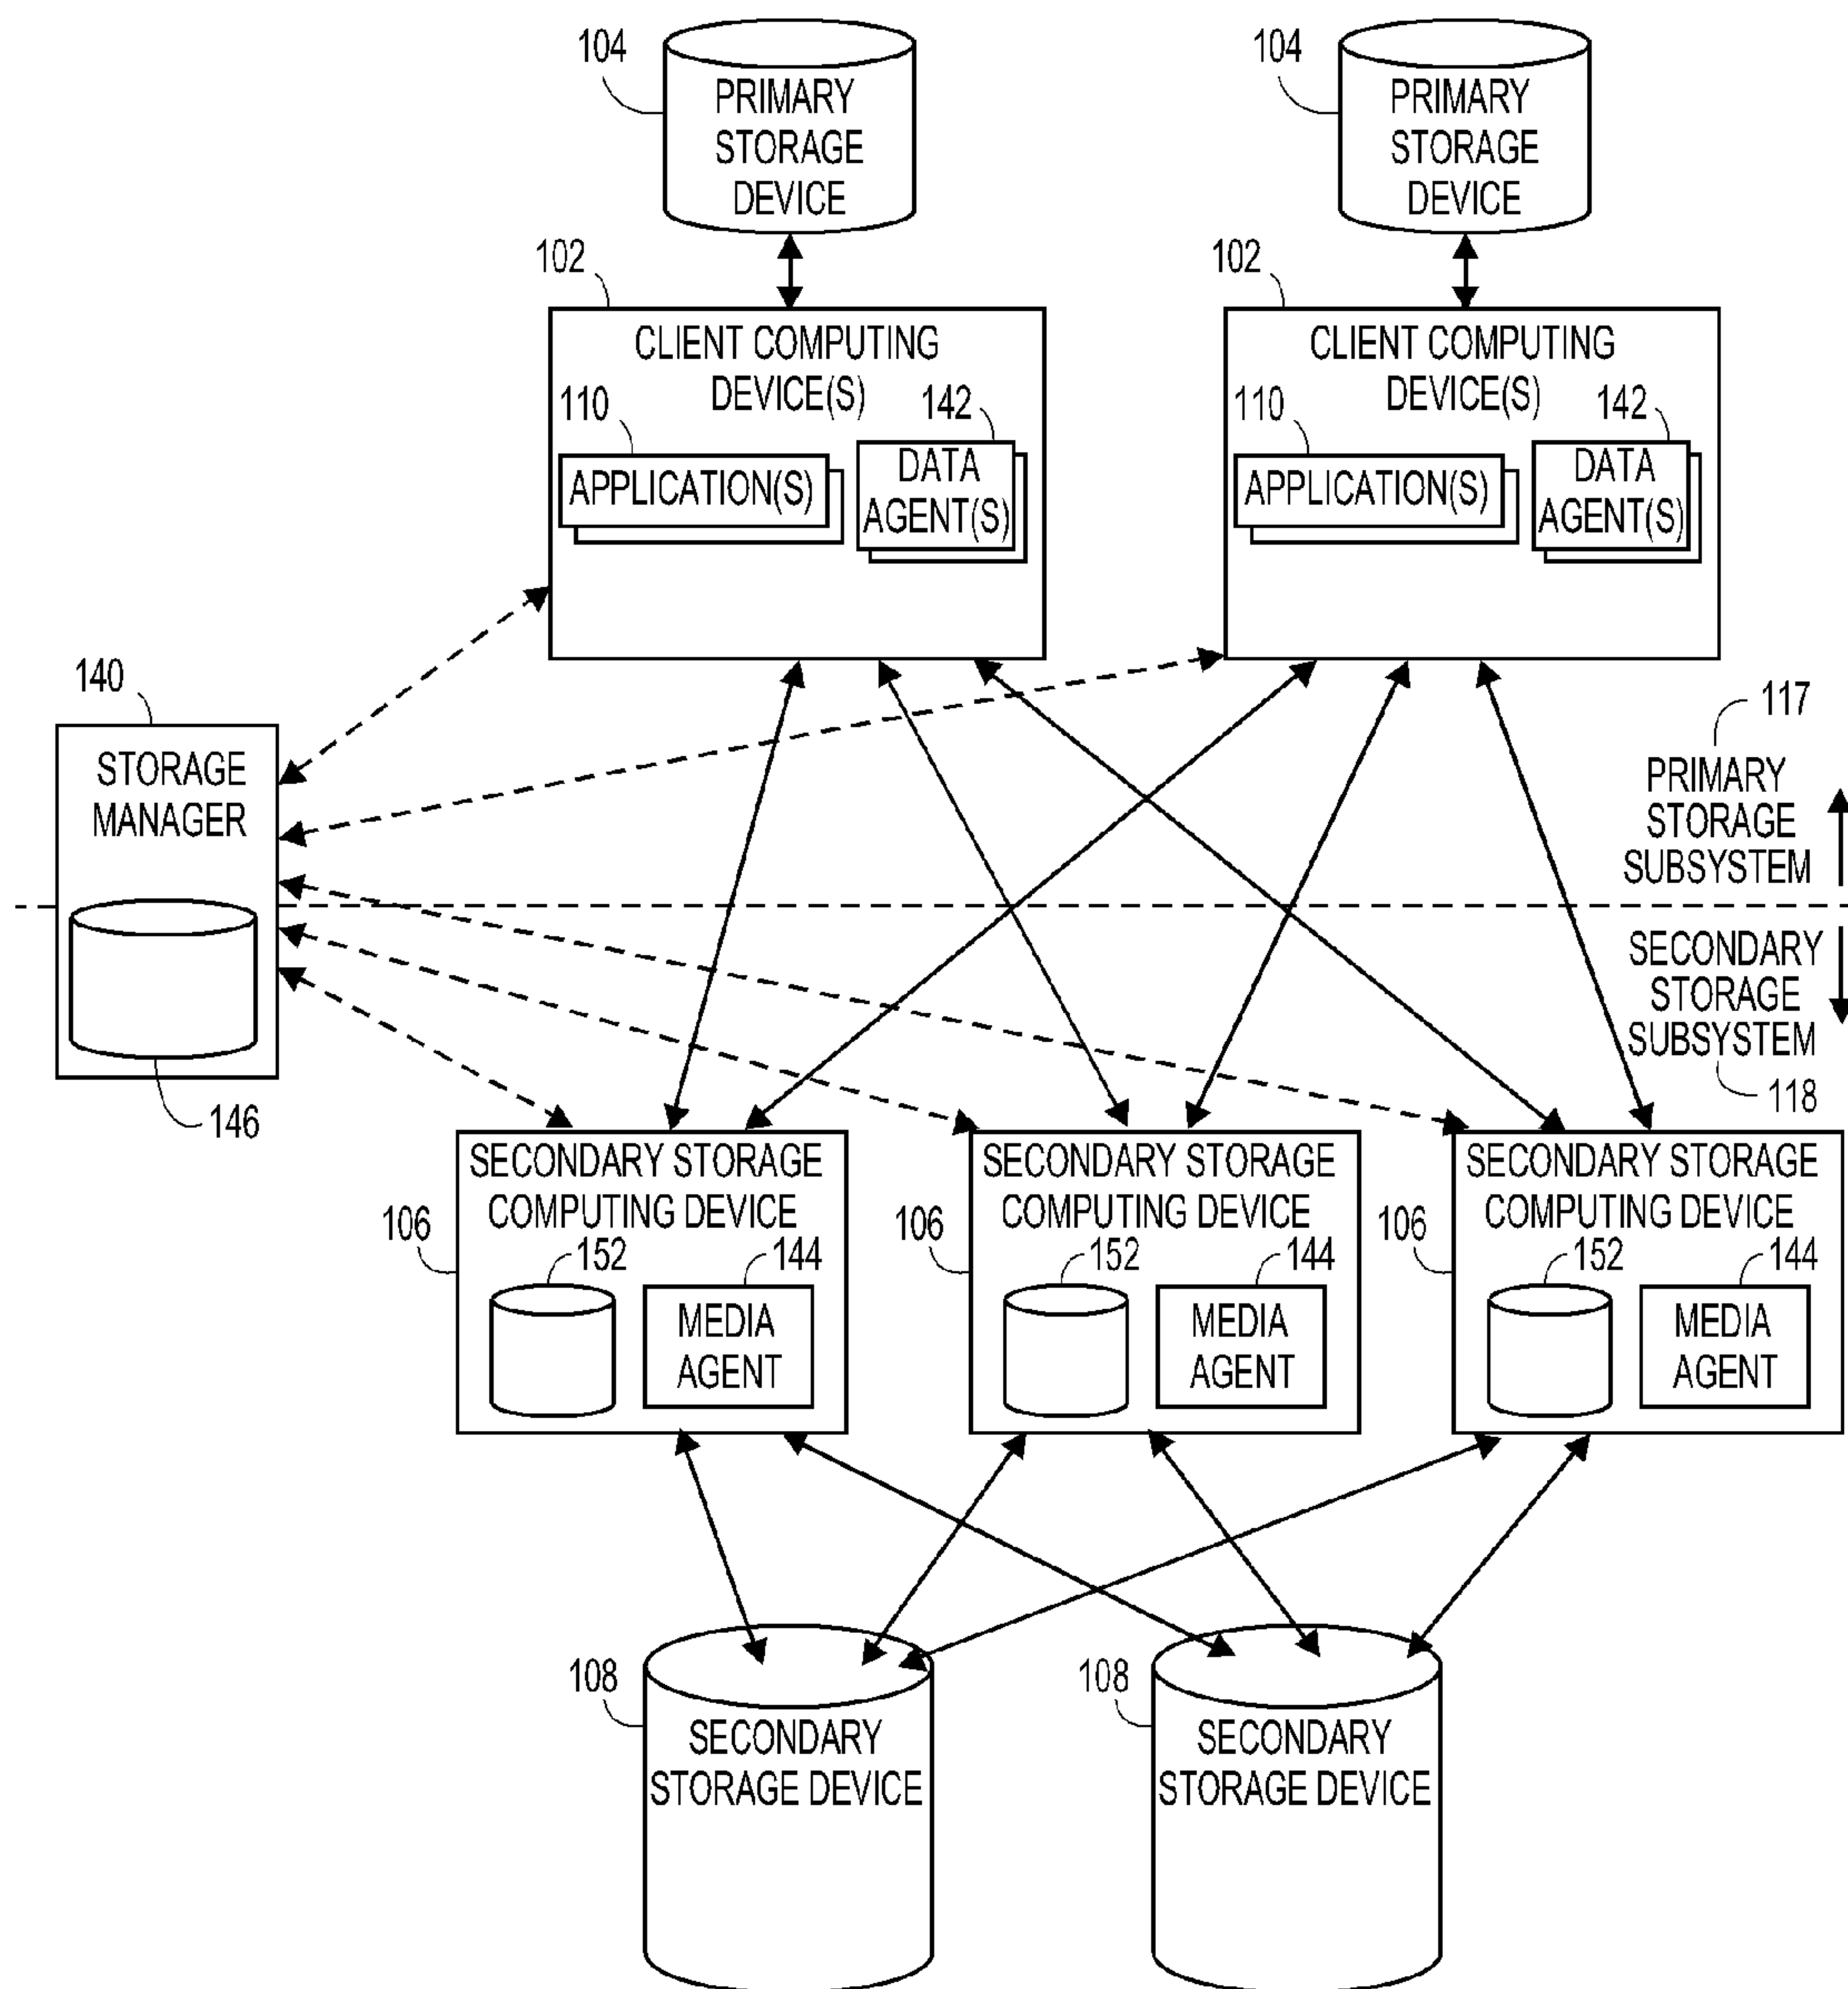 104
PRIMARY
STORAGE
DEVICE
104
PRIMARY
STORAGE
DEVICE
102
CLIENT COMPUTING
DEVICE(S)
110
142
APPLICATION(S)
DATA
AGENT(S)
102
CLIENT COMPUTING
DEVICE(S)
110
142
APPLICATION(S)
DATA
AGENT(S)
140
STORAGE
MANAGER
146
117
PRIMARY
STORAGE
SUBSYSTEM
SECONDARY
STORAGE
SUBSYSTEM
118
SECONDARY STORAGE
COMPUTING DEVICE
106
152
144
MEDIA
AGENT
SECONDARY STORAGE
COMPUTING DEVICE
106
152
144
MEDIA
AGENT
SECONDARY STORAGE
COMPUTING DEVICE
106
152
144
MEDIA
AGENT
108
SECONDARY
STORAGE DEVICE
108
SECONDARY
STORAGE DEVICE